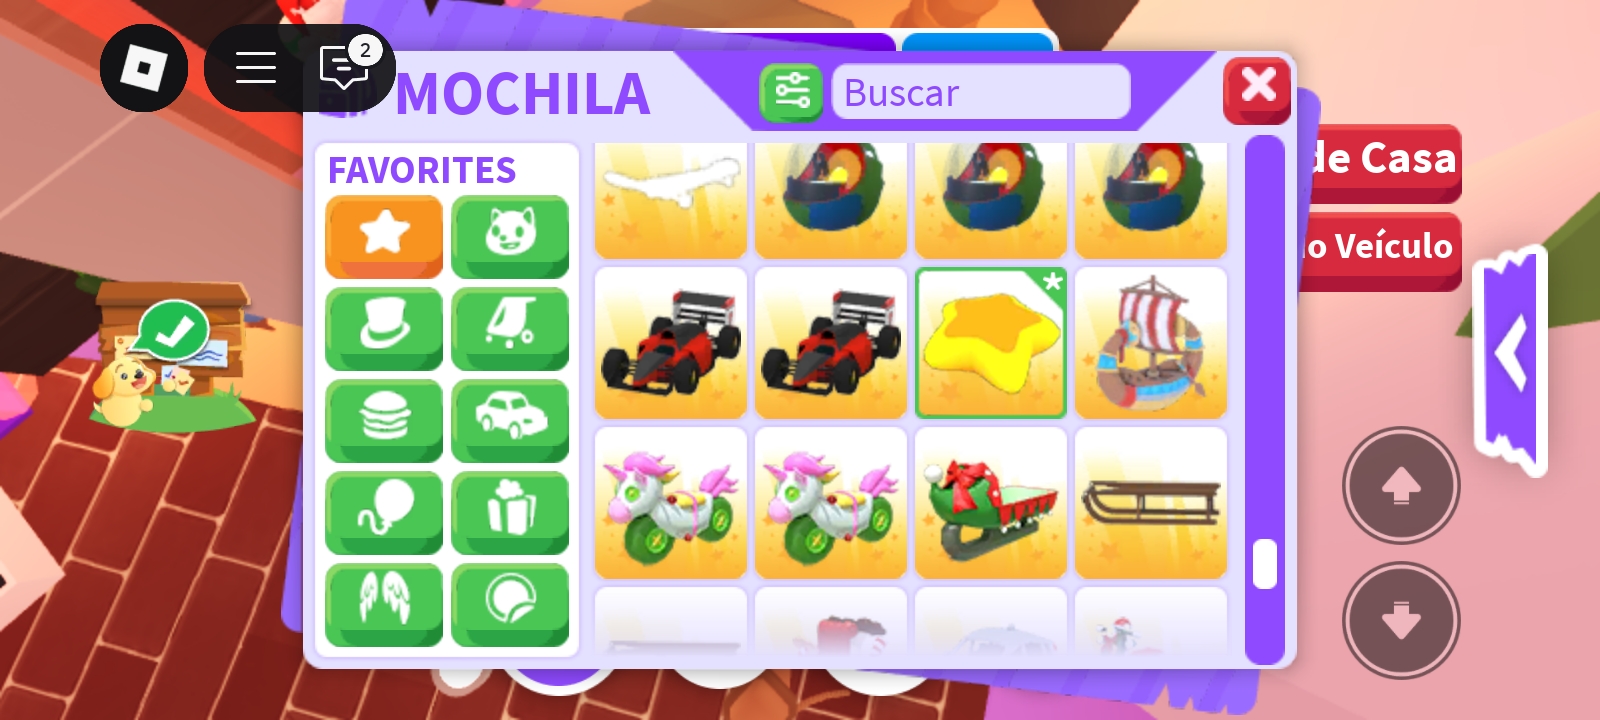 2
MOCHILA
Buscar
FAVORITES
de Casa
o Veículo